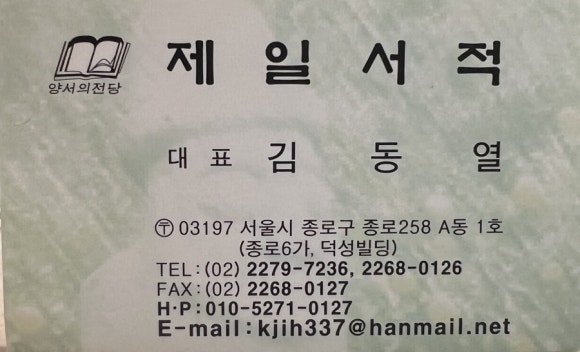 제일서적
양서의전당
대표 김동열
〶 03197 서울시 종로구 종로258 A동 1호
(종로6가, 덕성빌딩)
TEL:(02) 2279-7236, 2268-0126
FAX:(02) 2268-0127
H·P:010-5271-0127
E-mail:kjih337@hanmail.net